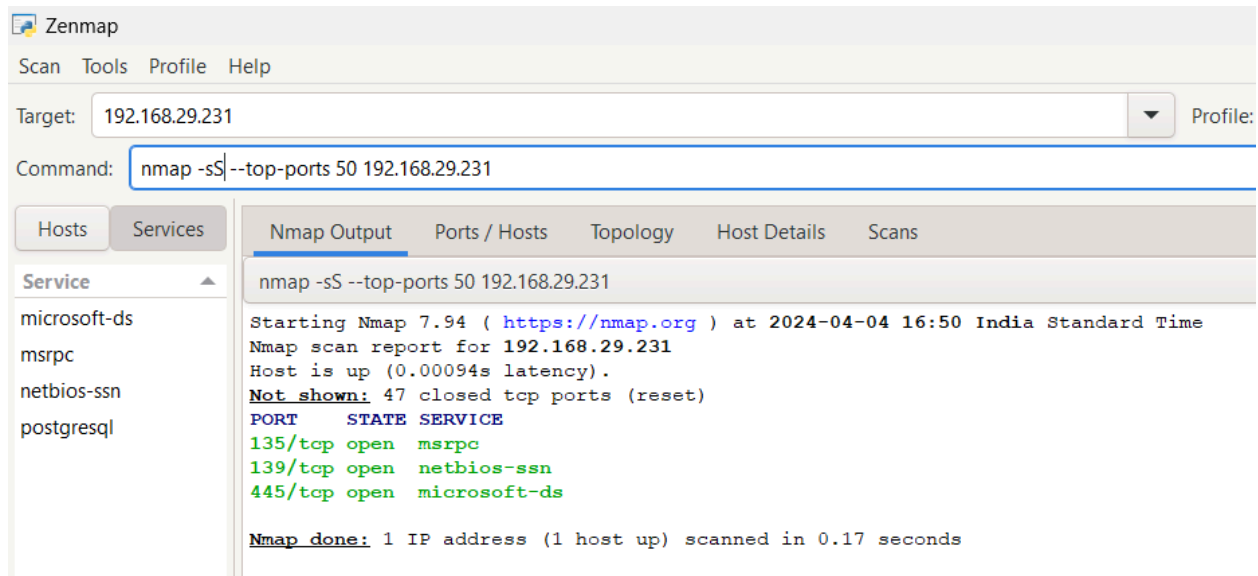 Zenmap
Scan Tools Profile Help
Target: 192.168.29.231 Profile:
Command: nmap -sS --top-ports 50 192.168.29.231
Hosts Services Nmap Output Ports / Hosts Topology Host Details Scans
Service
microsoft-ds
msrpc
netbios-ssn
postgresql
nmap -sS --top-ports 50 192.168.29.231
Starting Nmap 7.94 ( https://nmap.org ) at 2024-04-04 16:50 India Standard Time
Nmap scan report for 192.168.29.231
Host is up (0.00094s latency).
Not shown: 47 closed tcp ports (reset)
PORT STATE SERVICE
135/tcp open msrpc
139/tcp open netbios-ssn
445/tcp open microsoft-ds
Nmap done: 1 IP address (1 host up) scanned in 0.17 seconds